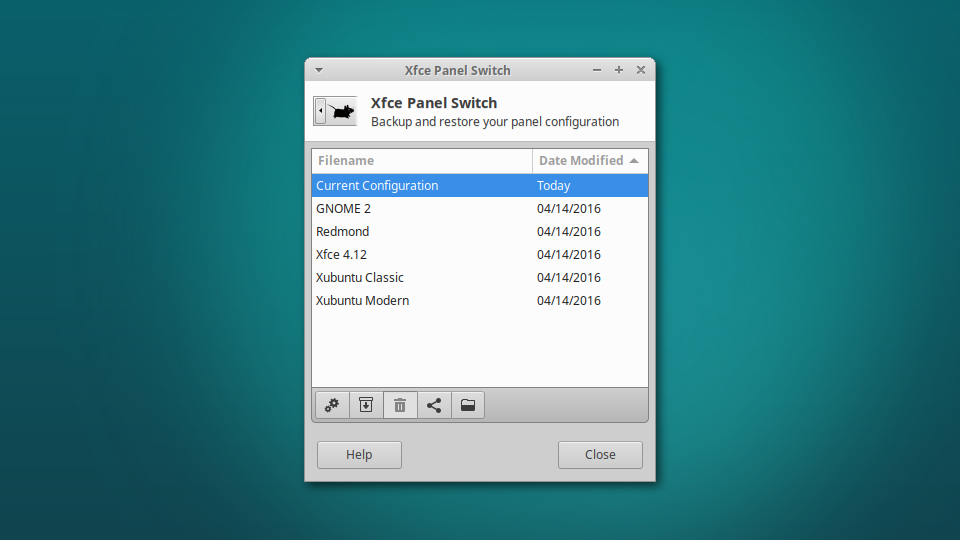 Xfce Panel Switch
Xfce Panel Switch
Backup and restore your panel configuration
Filename Date Modified
Current Configuration Today
GNOME 2 04/14/2016
Redmond 04/14/2016
Xfce 4.12 04/14/2016
Xubuntu Classic 04/14/2016
Xubuntu Modern 04/14/2016
Help Close